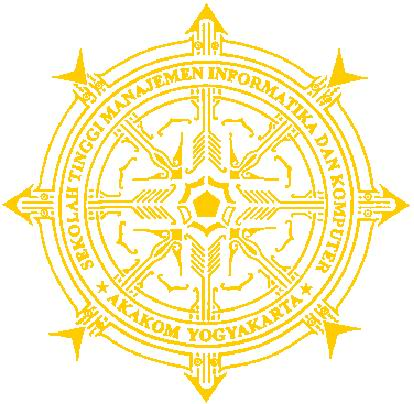 SEKOLAH TINGGI MANAJEMEN INFORMATIKA DAN KOMPUTER
AKAKOM YOGYAKARTA